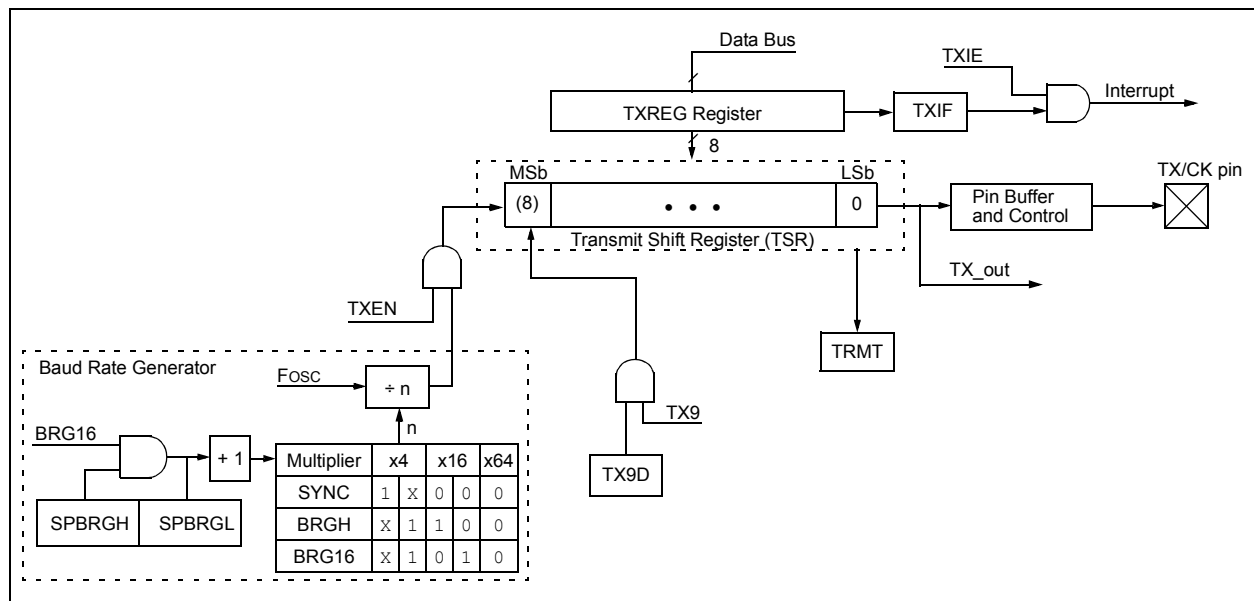 Data Bus
TXIE
Interrupt
TXREG Register
TXIF
8
MSb
LSb
TX/CK pin
(8)
• • •
0
Pin Buffer
and Control
Transmit Shift Register (TSR)
TX_out
TXEN
TRMT
Baud Rate Generator
FOSC
÷ n
TX9
n
BRG16
+ 1
Multiplier x4 x16 x64
TX9D
SYNC 1 X 0 0 0
SPBRGH SPBRGL
BRGH X 1 1 0 0
BRG16 X 1 0 1 0